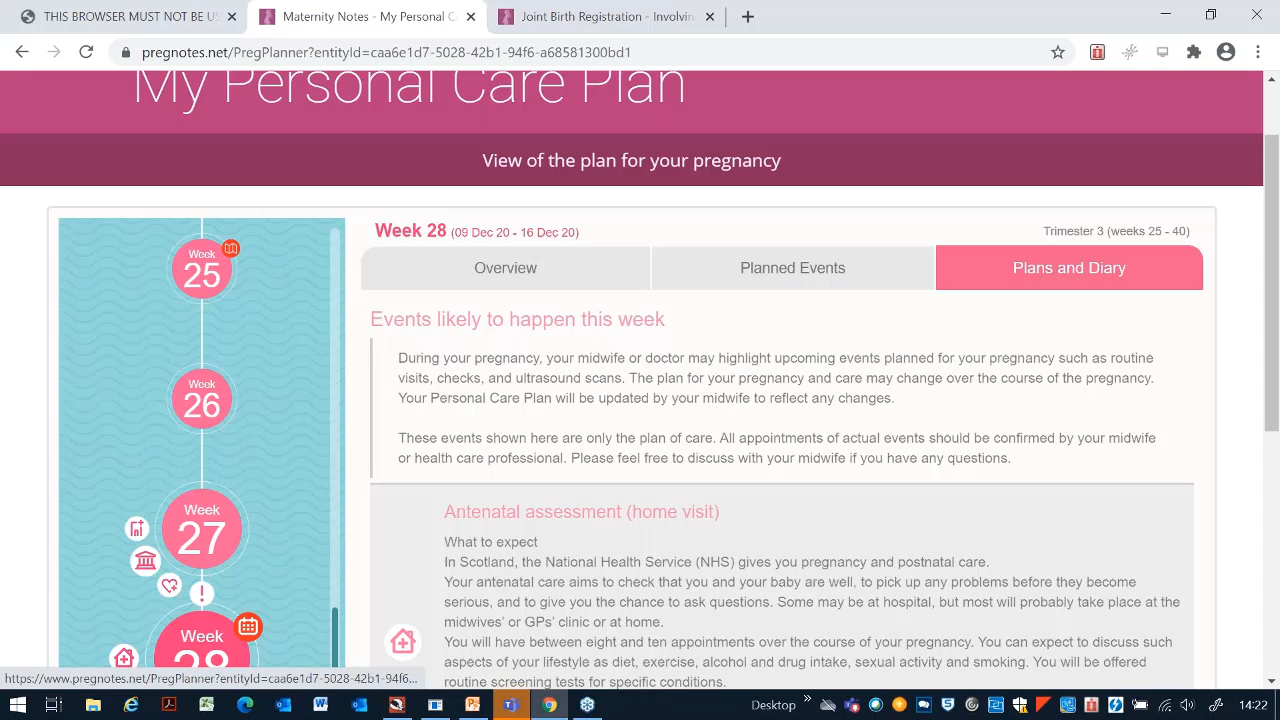 THIS MUST NOT BE US
Maternity Notes - My Personal C
Joint Birth Registration - Involvin
pregnotes.net/PregPlanner?entityId=caa6e1d7-5028-42b1-94f6-a68581300bd1
My Personal Care Plan
View of the plan for your pregnancy
Week 25
Week 26
Week 27
!
Week 28
Week 28 (09 Dec 20 - 16 Dec 20)
Trimester 3 (weeks 25 - 40)
Overview
Planned Events
Plans and Diary
Events likely to happen this week
During your pregnancy, your midwife or doctor may highlight upcoming events planned for your pregnancy such as routine
visits, checks, and ultrasound scans. The plan for your pregnancy and care may change over the course of the pregnancy.
Your Personal Care Plan will be updated by your midwife to reflect any changes.
These events shown here are only the plan of care. All appointments of actual events should be confirmed by your midwife
or health care professional. Please feel free to discuss with your midwife if you have any questions.
Antenatal assessment (home visit)
What to expect
In Scotland, the National Health Service (NHS) gives you pregnancy and postnatal care.
Your antenatal care aims to check that you and your baby are well, to pick up any problems before they become
serious, and to give you the chance to ask questions. Some may be at hospital, but most will probably take place at the
midwives' or GPs' clinic or at home.
You will have between eight and ten appointments over the course of your pregnancy. You can expect to discuss such
aspects of your lifestyle as diet, exercise, alcohol and drug intake, sexual activity and smoking. You will be offered
routine screening tests for specific conditions.
https://www.pregnotes.net/PregPlanner?entityId=caa6e1d7-5028-42b1-94f6...
Desktop
14:22